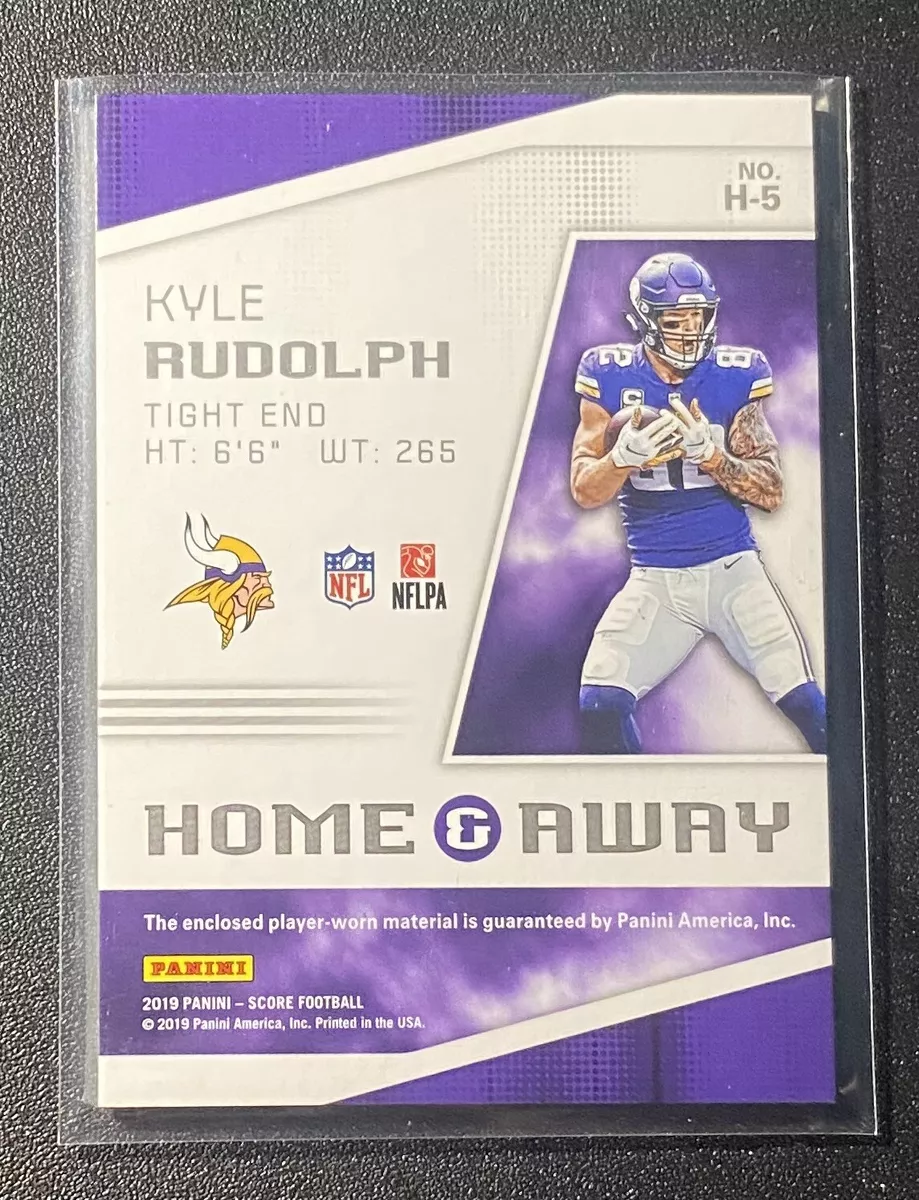 NO.
H-5
KYLE
RUDOLPH
TIGHT END
HT: 6'6" WT: 265
82
C
82
NFL
NFLPA
HOME & AWAY
The enclosed player-worn material is guaranteed by Panini America, Inc.
PANINI
2019 PANINI – SCORE FOOTBALL
© 2019 Panini America, Inc. Printed in the USA.